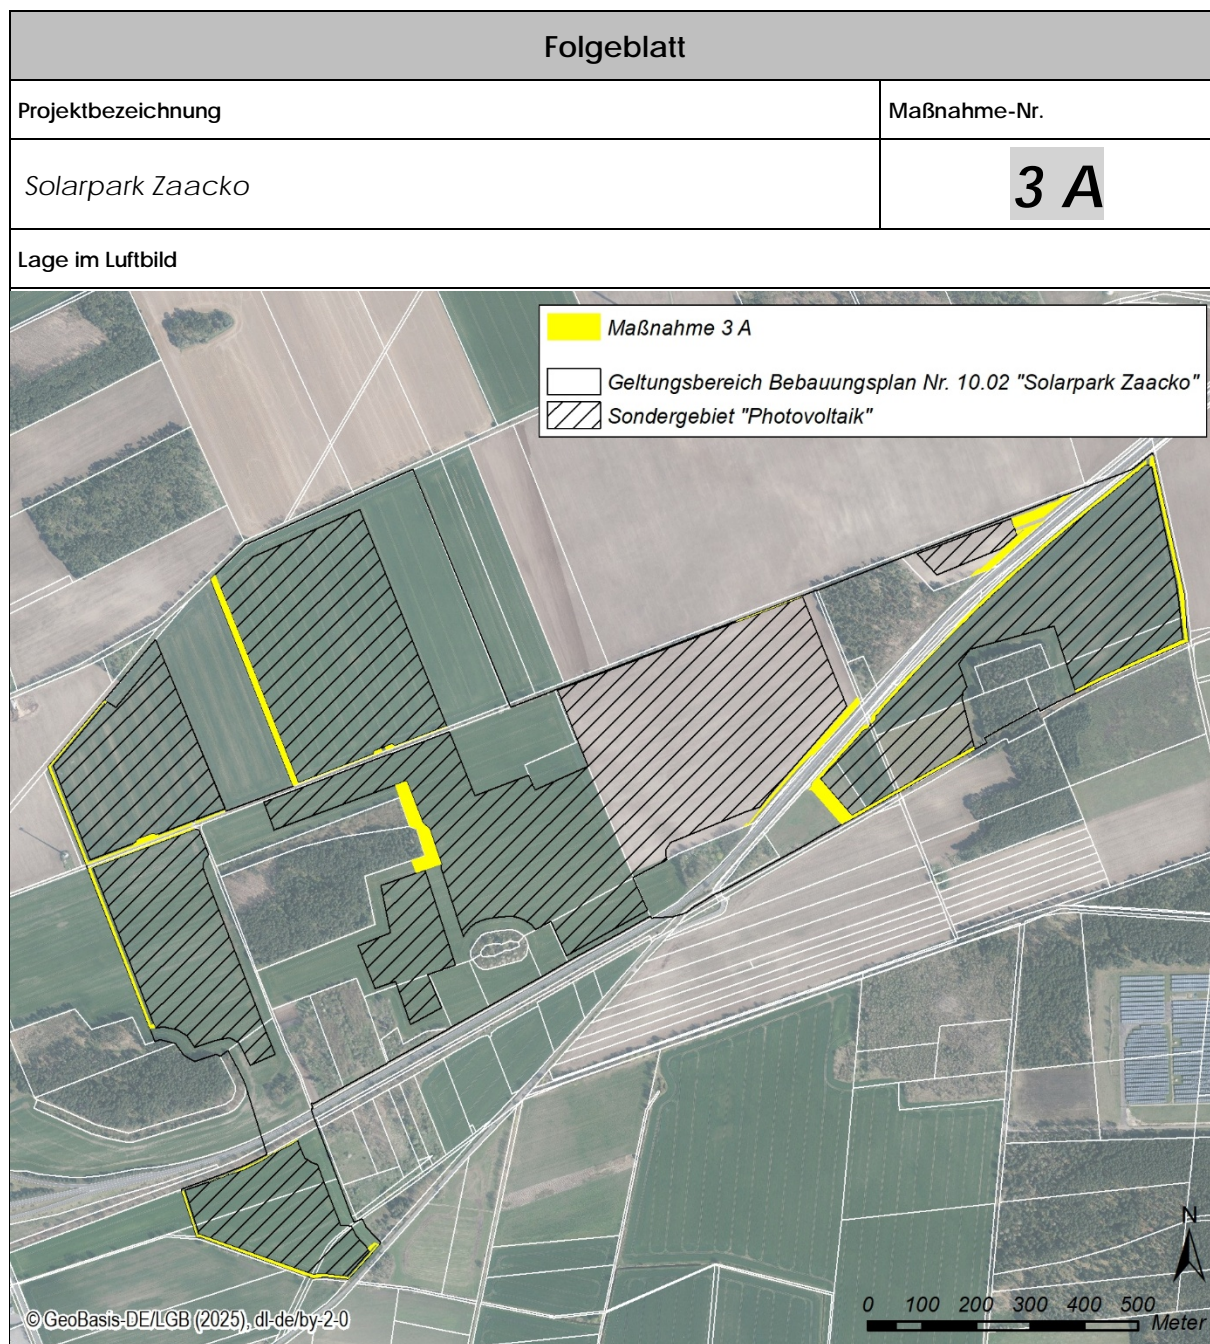 Folgeblatt
Projektbezeichnung
Maßnahme-Nr.
Solarpark Zaacko
3 A
Lage im Luftbild
Maßnahme 3 A
Geltungsbereich Bebauungsplan Nr. 10.02 "Solarpark Zaacko"
Sondergebiet "Photovoltaik"
N
0 100 200 300 400 500
Meter
© GeoBasis-DE/LGB (2025), dl-de/by-2-0